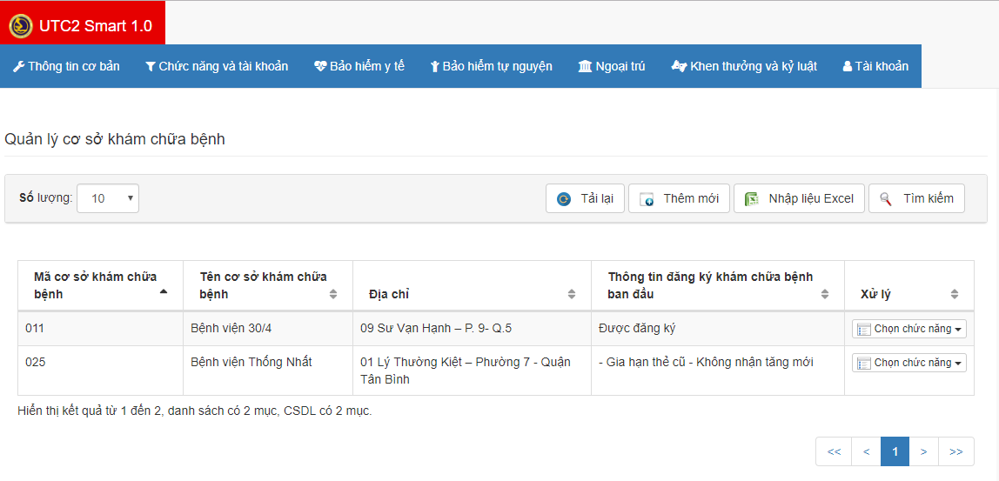 UTC2 Smart 1.0
Thông tin cơ bản Chức năng và tài khoản Bảo hiểm y tế Bảo hiểm tự nguyện Ngoại trú Khen thưởng và kỷ luật Tài khoản
Quản lý cơ sở khám chữa bệnh
Số lượng: 10 Tải lại Thêm mới Nhập liệu Excel Tìm kiếm
Mã cơ sở khám chữa
bệnh
Tên cơ sở khám chữa
bệnh
Địa chỉ
Thông tin đăng ký khám chữa bệnh
ban đầu
Xử lý
011 Bệnh viện 30/4 09 Sư Vạn Hạnh – P. 9- Q.5 Được đăng ký Chọn chức năng
025 Bệnh viện Thống Nhất 01 Lý Thường Kiệt – Phường 7 - Quận
Tân Bình
- Gia hạn thẻ cũ - Không nhận tăng mới Chọn chức năng
Hiển thị kết quả từ 1 đến 2, danh sách có 2 mục, CSDL có 2 mục.
<< < 1 > >>